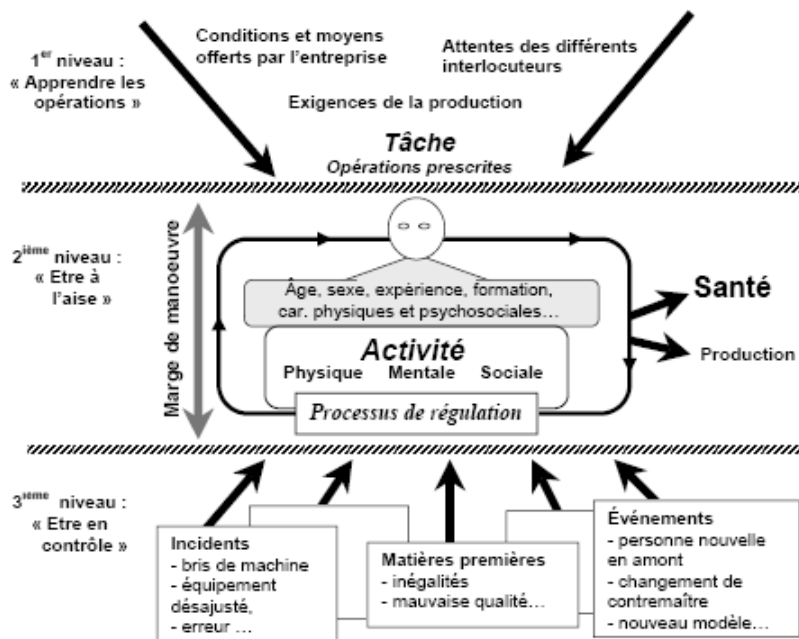 Conditions et moyens
offerts par l'entreprise
Attentes des différents
interlocuteurs
1er niveau :
« Apprendre les
opérations »
Exigences de la production
Tâche
Opérations prescrites
Marge de manoeuvre
2ième niveau :
« Etre à
l'aise »
Âge, sexe, expérience, formation,
car. physiques et psychosociales…
Activité
Physique Mentale Sociale
Processus de régulation
Santé
Production
3ième niveau :
« Etre en
contrôle »
Incidents
- bris de machine
- équipement
désajusté,
- erreur …
Matières premières
- inégalités
- mauvaise qualité…
Événements
- personne nouvelle
en amont
- changement de
contremaître
- nouveau modèle…